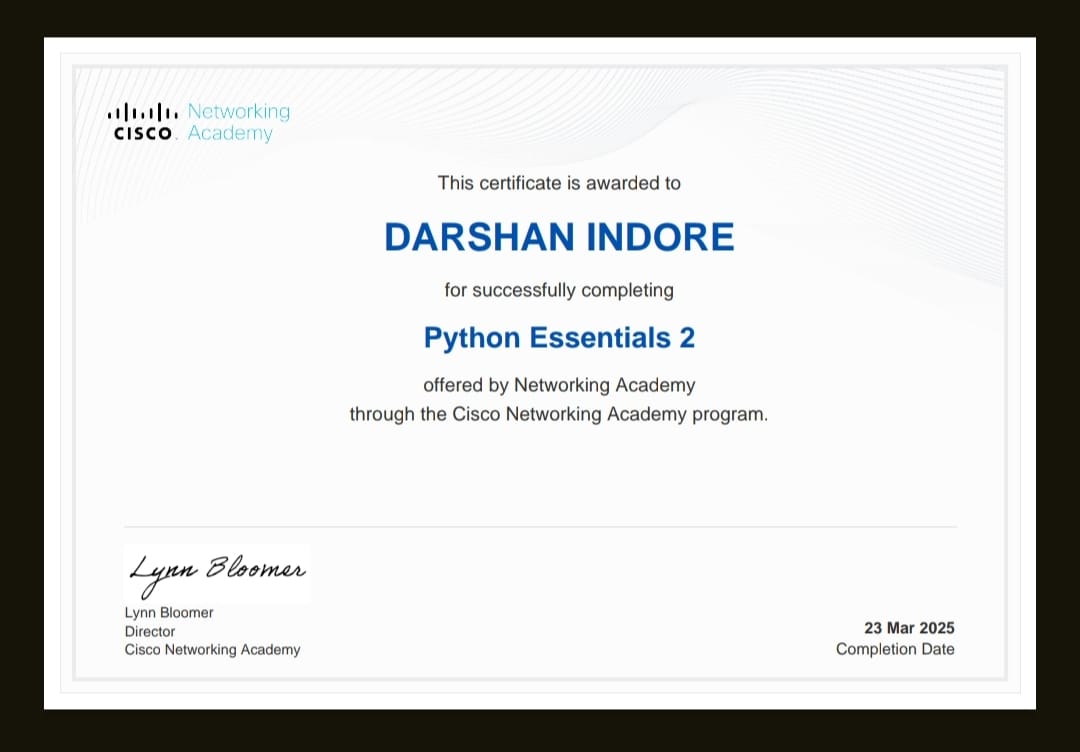 Networking
CISCO. Academy
This certificate is awarded to
DARSHAN INDORE
for successfully completing
Python Essentials 2
offered by Networking Academy
through the Cisco Networking Academy program.
Lynn Bloomer
Lynn Bloomer
Director
Cisco Networking Academy
23 Mar 2025
Completion Date